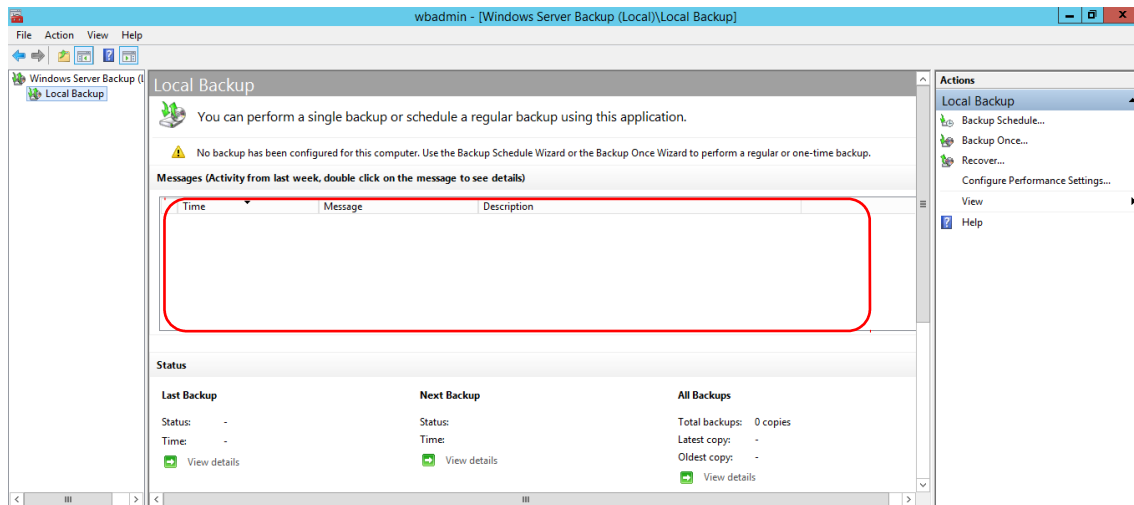 wbadmin - [Windows Server Backup (Local)\Local Backup]
File Action View Help
Windows Server Backup (L
Local Backup
Local Backup
You can perform a single backup or schedule a regular backup using this application.
No backup has been configured for this computer. Use the Backup Schedule Wizard or the Backup Once Wizard to perform a regular or one-time backup.
Messages (Activity from last week, double click on the message to see details)
Time Message Description
Status
Last Backup Next Backup All Backups
Status: - Status: Total backups: 0 copies
Time: - Time: Latest copy: -
View details View details Oldest copy: -
View details
Actions
Local Backup
Backup Schedule...
Backup Once...
Recover...
Configure Performance Settings...
View
Help